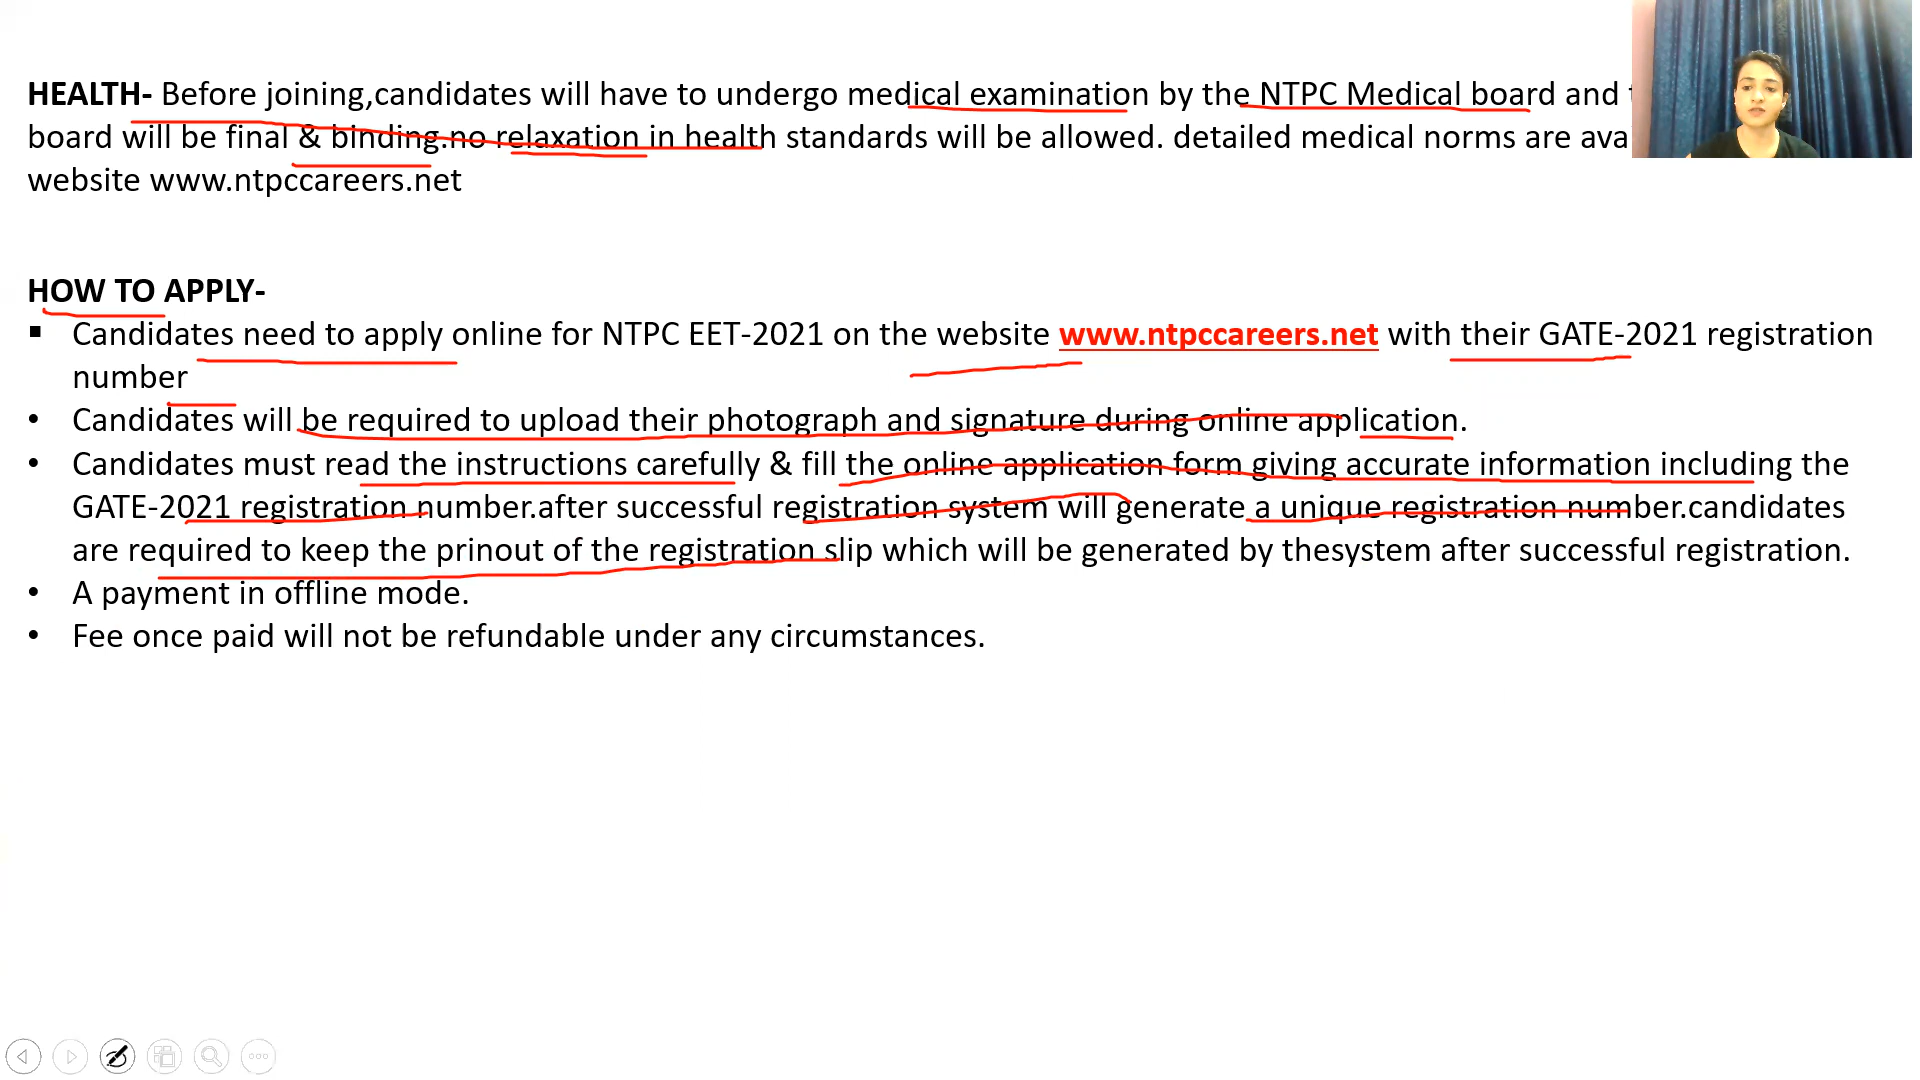 HEALTH- Before joining,candidates will have to undergo medical examination by the NTPC Medical board and
board will be final & binding.no relaxation in health standards will be allowed. detailed medical norms are
website www.ntpccareers.net
HOW TO APPLY-
▪ Candidates need to apply online for NTPC EET-2021 on the website www.ntpccareers.net with their GATE-2021 registration
number
• Candidates will be required to upload their photograph and signature during online application.
• Candidates must read the instructions carefully & fill the online application form giving accurate information including the
GATE-2021 registration number.after successful registration system will generate a unique registration number.candidates
are required to keep the prinout of the registration slip which will be generated by thesystem after successful registration.
• A payment in offline mode.
• Fee once paid will not be refundable under any circumstances.